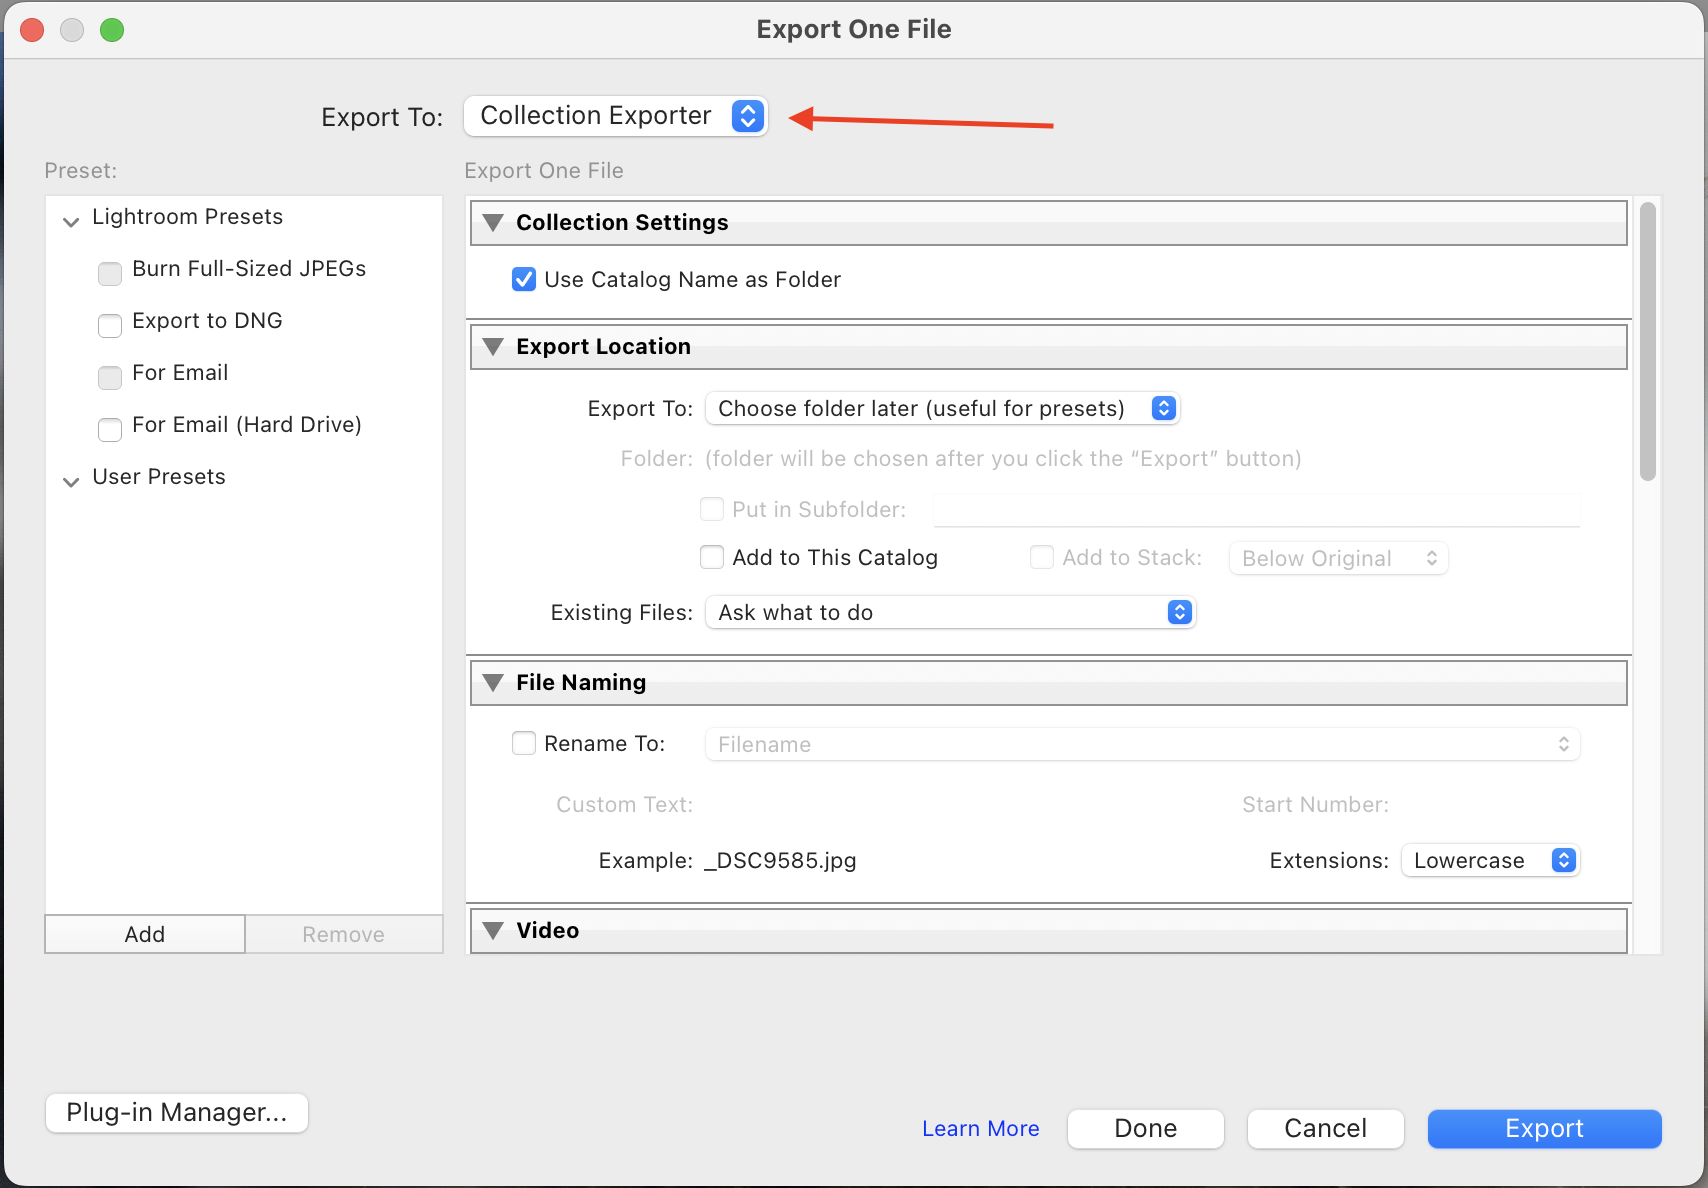 Export One File
Export To: Collection Exporter
Preset:
Lightroom Presets
Burn Full-Sized JPEGs
Export to DNG
For Email
For Email (Hard Drive)
User Presets
Add Remove
Export One File
Collection Settings
Use Catalog Name as Folder
Export Location
Export To: Choose folder later (useful for presets)
Folder: (folder will be chosen after you click the “Export” button)
Put in Subfolder:
Add to This Catalog Add to Stack: Below Original
Existing Files: Ask what to do
File Naming
Rename To: Filename
Custom Text: Start Number:
Example: _DSC9585.jpg Extensions: Lowercase
Video
Plug-in Manager...
Learn More Done Cancel Export